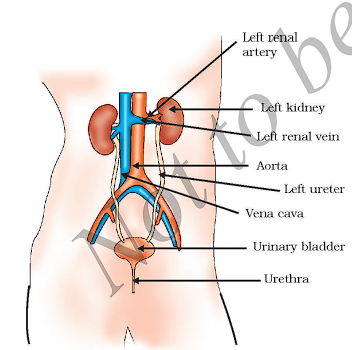 Left renal
artery
Left kidney
Left renal vein
Aorta
Left ureter
Vena cava
Urinary bladder
Urethra
Not to be